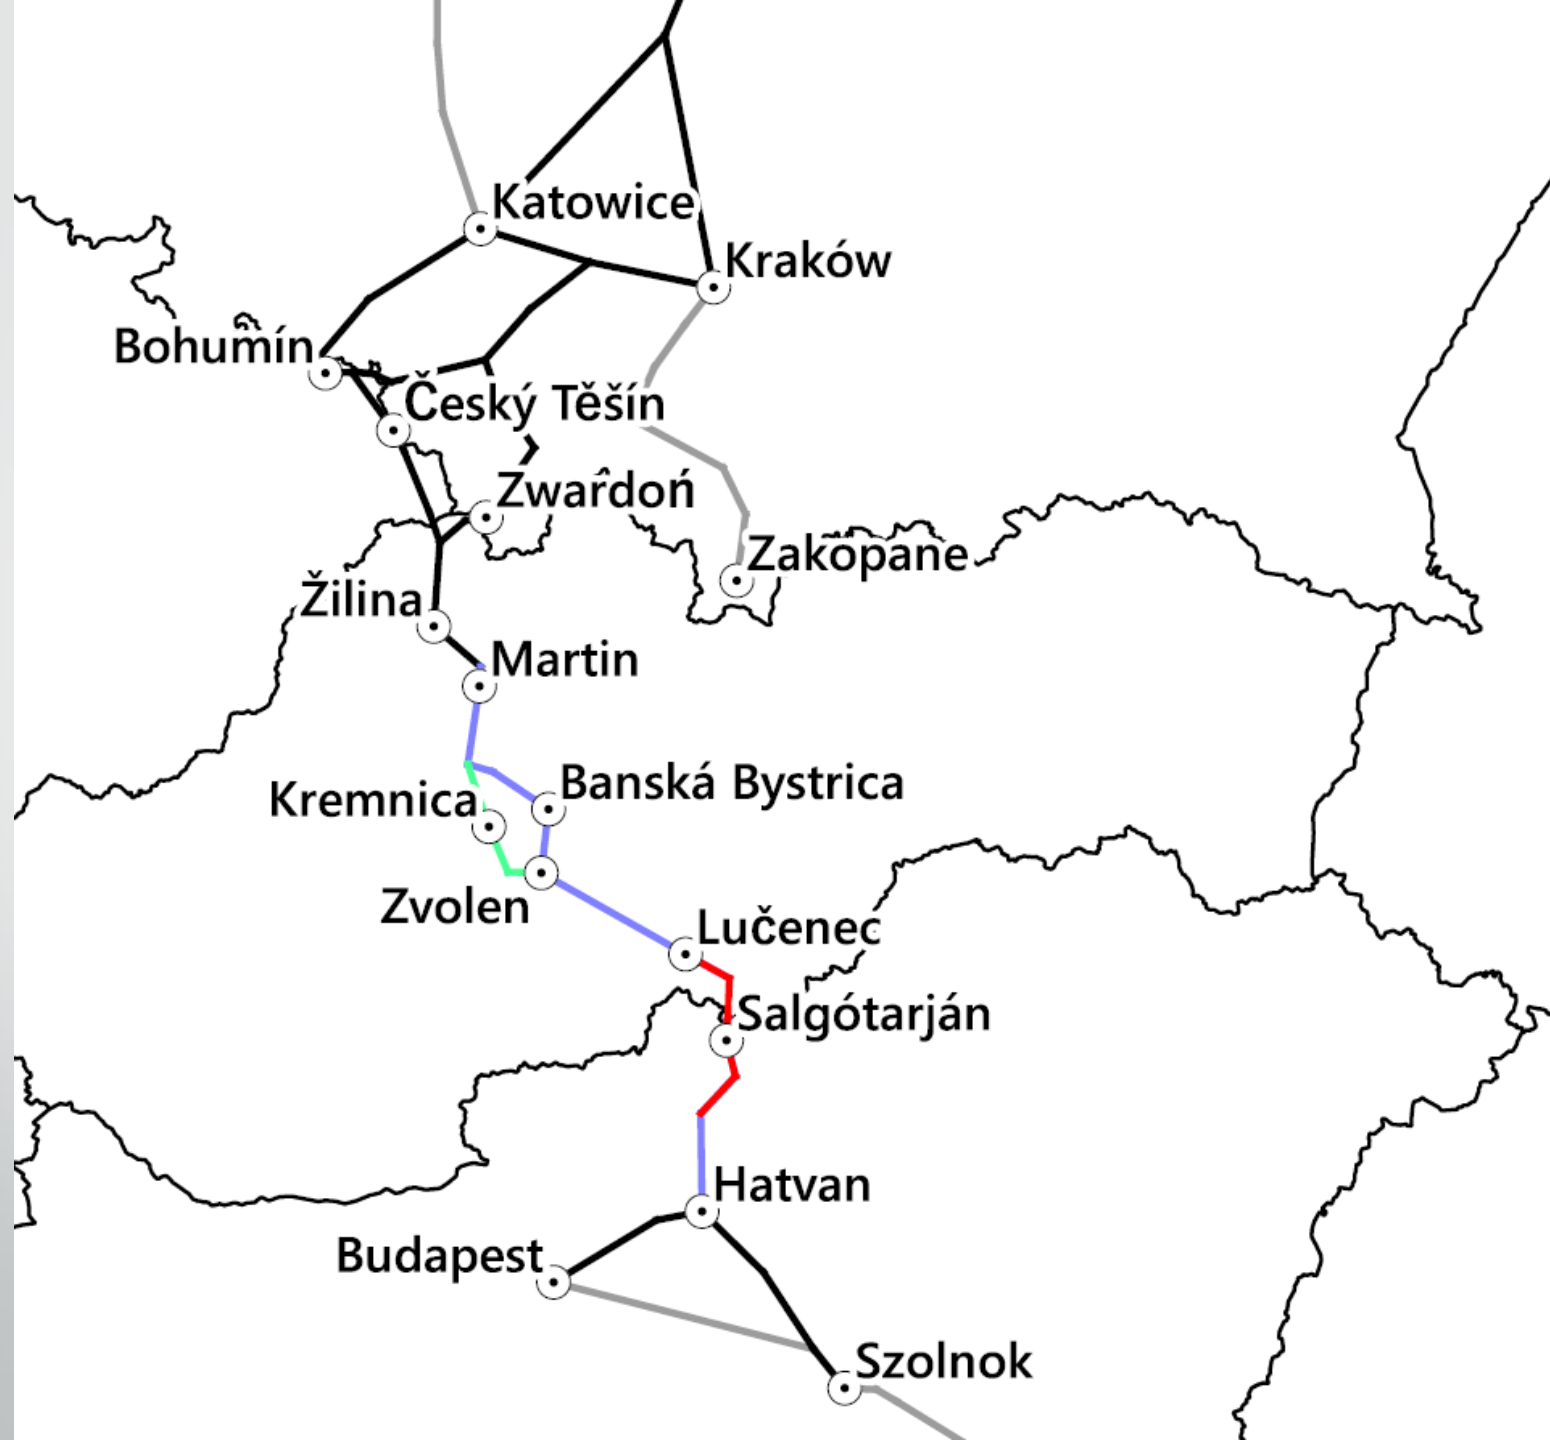 Katowice
Kraków
Bohumín
Český Těšín
Zwardoń
Zakopane
Žilina
Martin
Banská Bystrica
Kremnica
Zvolen
Lučenec
Salgótarján
Hatvan
Budapest
Szolnok